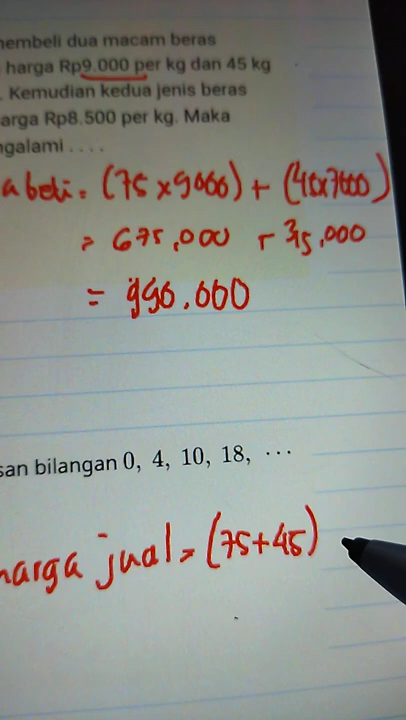 membeli dua macam beras
harga Rp9.000 per kg dan 45 kg
. Kemudian kedua jenis beras
arga Rp8.500 per kg. Maka
ngalami . . . .
a beli = (75 x 9000) + (45x7000)
= 675.000 + 315.000
= 990.000
san bilangan 0, 4, 10, 18, ⋯
harga jual = (75+45)